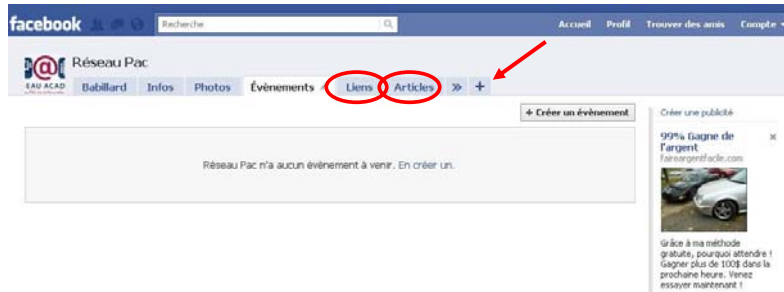 facebook Recherche Accueil Profil Trouver des amis Compte
Réseau Pac
EAU ACAD
Babillard Infos Photos Évènements Liens Articles » +
+ Créer un évènement
Réseau Pac n'a aucun évènement à venir. En créer un.
Créer une publicité
99% Gagne de x
l'argent
faireargentfacile.com
Grâce à ma méthode
gratuite, pourquoi attendre !
Gagner plus de 100$ dans la
prochaine heure. Venez
essayer maintenant !